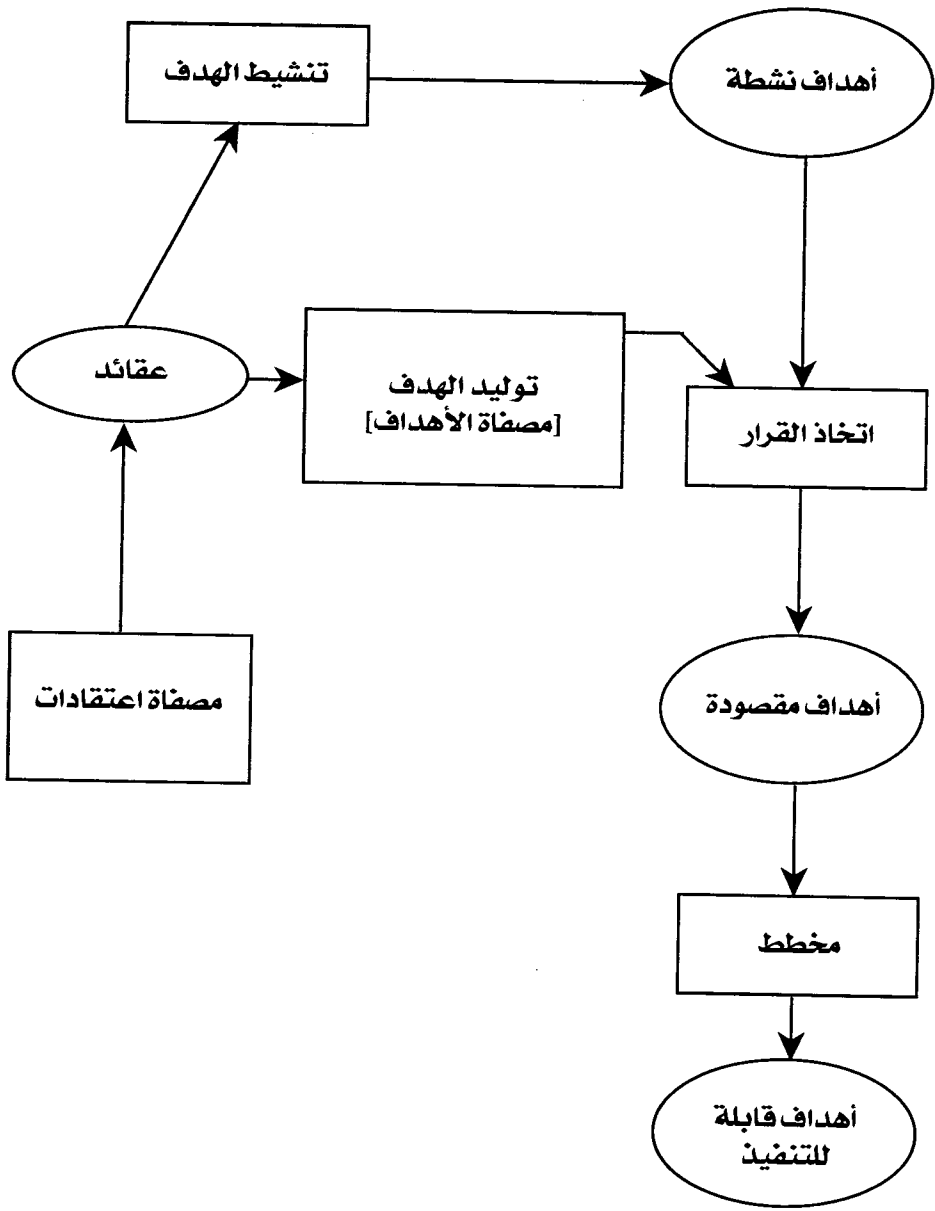 تنشيط الهدف
أهداف نشطة
عقائد
توليد الهدف
[مصفاة الأهداف]
اتخاذ القرار
مصفاة اعتقادات
أهداف مقصودة
مخطط
أهداف قابلة
للتنفيذ